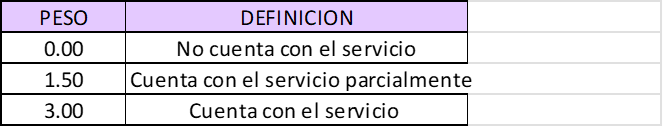 PESO DEFINICION
0.00 No cuenta con el servicio
1.50 Cuenta con el servicio parcialmente
3.00 Cuenta con el servicio